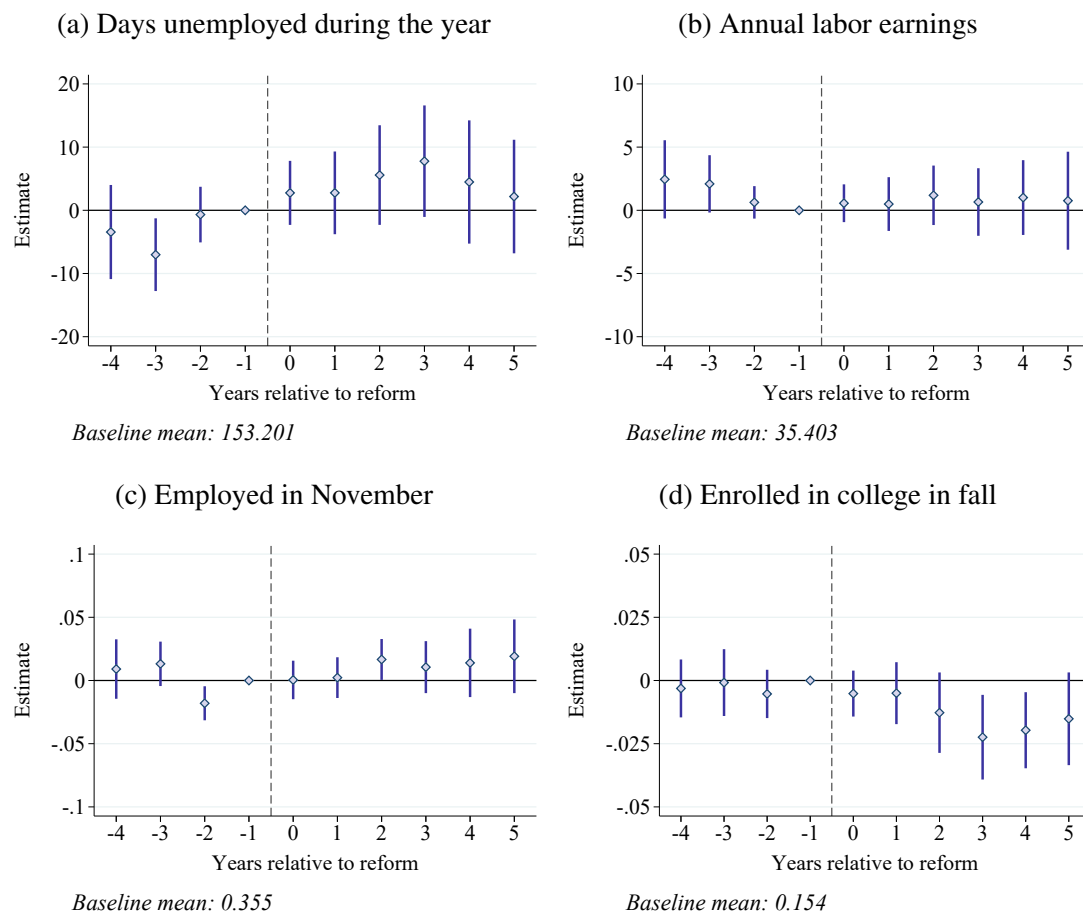 (a) Days unemployed during the year
20
10
0
-10
-20
Estimate
-4 -3 -2 -1 0 1 2 3 4 5
Years relative to reform
Baseline mean: 153.201
(b) Annual labor earnings
10
5
0
-5
-10
Estimate
-4 -3 -2 -1 0 1 2 3 4 5
Years relative to reform
Baseline mean: 35.403
(c) Employed in November
.1
.05
0
-.05
-.1
Estimate
-4 -3 -2 -1 0 1 2 3 4 5
Years relative to reform
Baseline mean: 0.355
(d) Enrolled in college in fall
.05
.025
0
-.025
-.05
Estimate
-4 -3 -2 -1 0 1 2 3 4 5
Years relative to reform
Baseline mean: 0.154